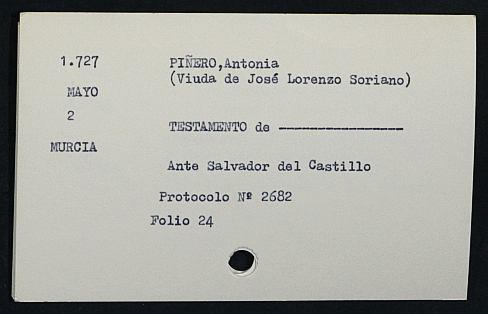 1.727
MAYO
2
MURCIA
PIÑERO,Antonia
(Viuda de José Lorenzo Soriano)
TESTAMENTO de -----------------
Ante Salvador del Castillo
Protocolo Nº 2682
Folio 24